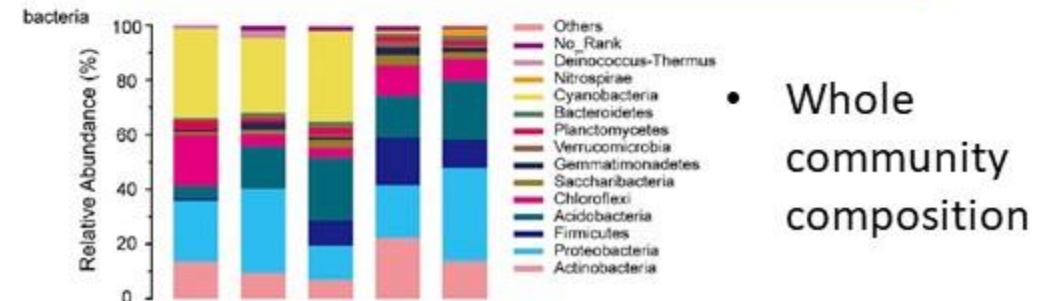 bacteria
Relative Abundance (%)
100
80
60
40
20
0
Others
No_Rank
Deinococcus-Thermus
Nitrospirae
Cyanobacteria
Bacteroidetes
Planctomycetes
Verrucomicrobia
Gemmatimonadetes
Saccharibacteria
Chloroflexi
Acidobacteria
Firmicutes
Proteobacteria
Actinobacteria
• Whole
community
composition